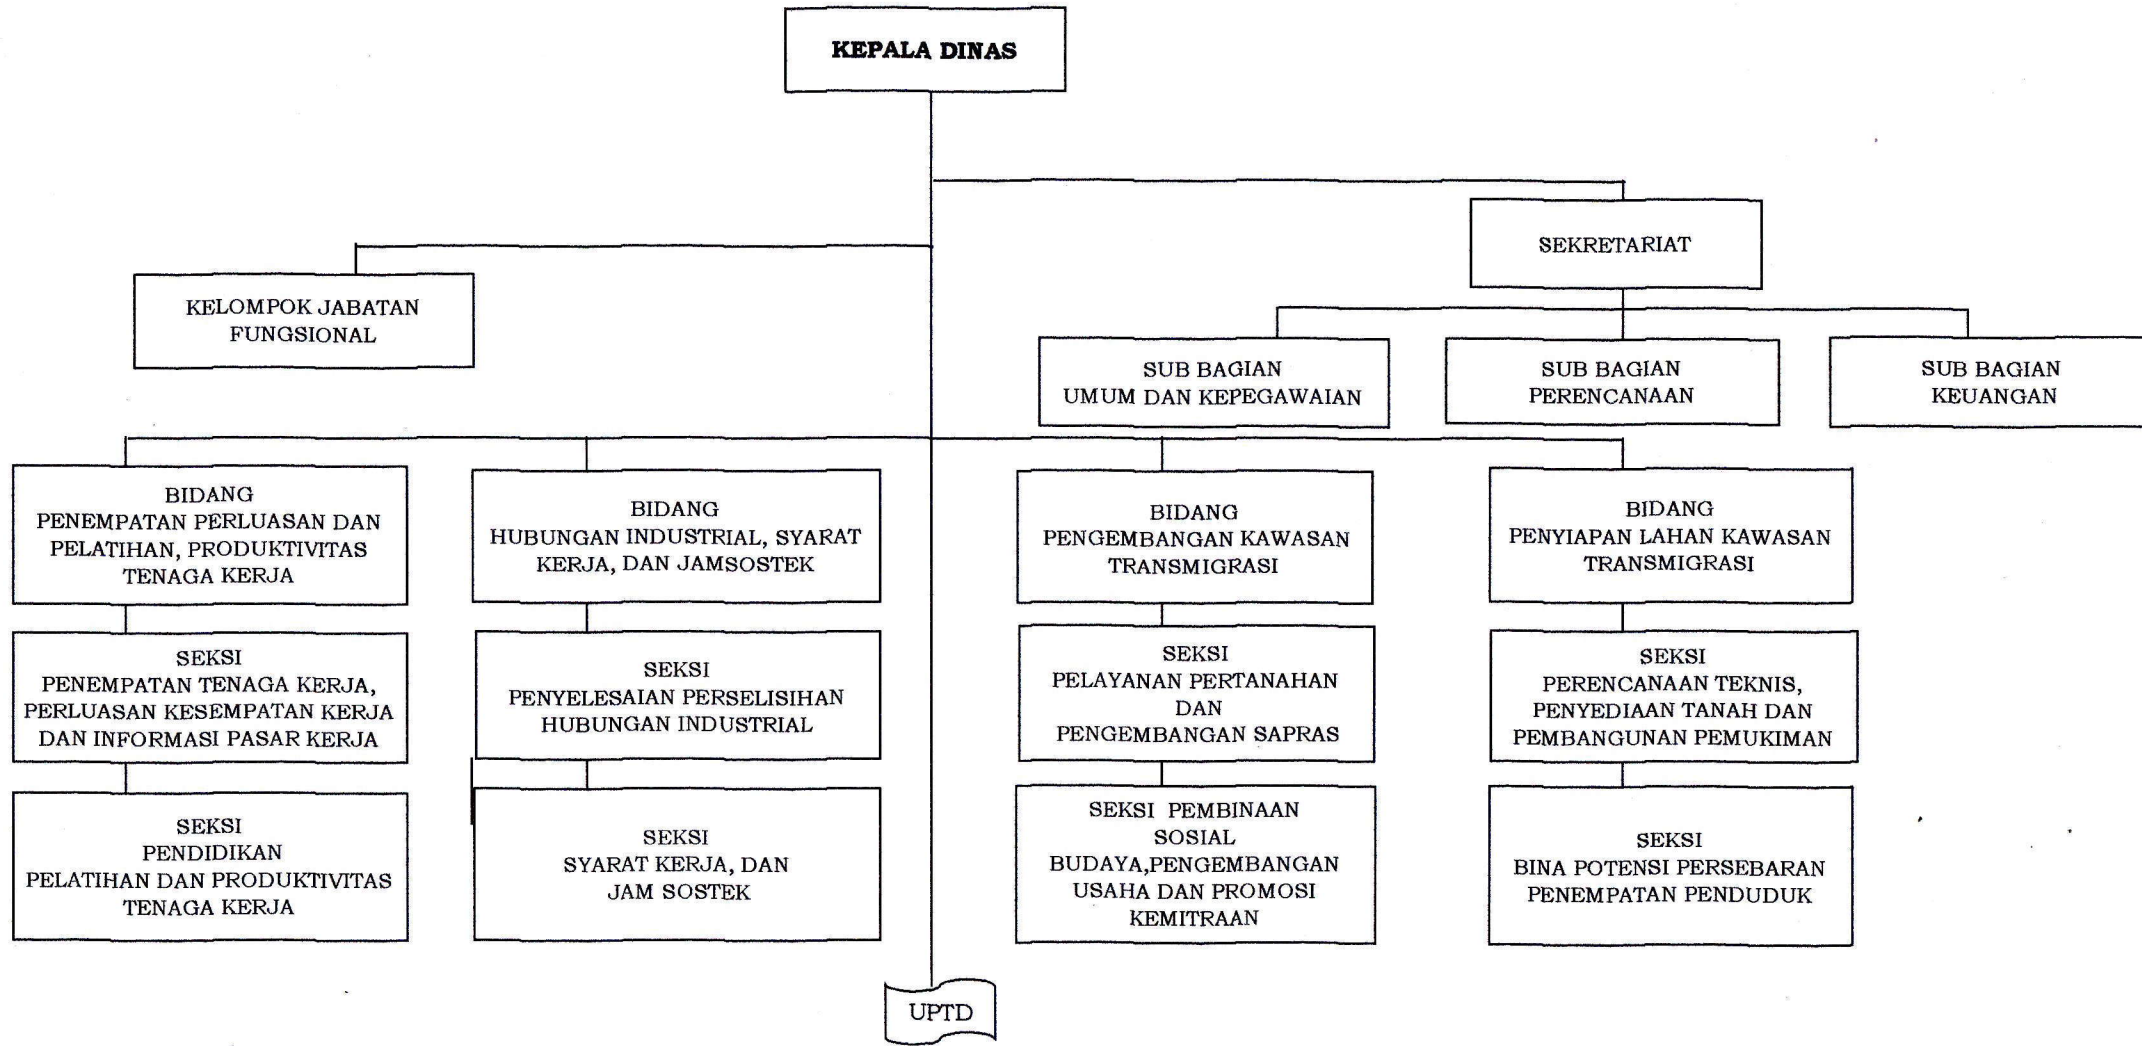 KEPALA DINAS
SEKRETARIAT
KELOMPOK JABATAN
FUNGSIONAL
SUB BAGIAN
UMUM DAN KEPEGAWAIAN
SUB BAGIAN
PERENCANAAN
SUB BAGIAN
KEUANGAN
BIDANG
PENEMPATAN PERLUASAN DAN
PELATIHAN, PRODUKTIVITAS
TENAGA KERJA
BIDANG
HUBUNGAN INDUSTRIAL, SYARAT
KERJA, DAN JAMSOSTEK
BIDANG
PENGEMBANGAN KAWASAN
TRANSMIGRASI
BIDANG
PENYIAPAN LAHAN KAWASAN
TRANSMIGRASI
SEKSI
PENEMPATAN TENAGA KERJA,
PERLUASAN KESEMPATAN KERJA
DAN INFORMASI PASAR KERJA
SEKSI
PENYELESAIAN PERSELISIHAN
HUBUNGAN INDUSTRIAL
SEKSI
PELAYANAN PERTANAHAN
DAN
PENGEMBANGAN SAPRAS
SEKSI
PERENCANAAN TEKNIS,
PENYEDIAAN TANAH DAN
PEMBANGUNAN PEMUKIMAN
SEKSI
PENDIDIKAN
PELATIHAN DAN PRODUKTIVITAS
TENAGA KERJA
SEKSI
SYARAT KERJA, DAN
JAM SOSTEK
SEKSI PEMBINAAN
SOSIAL
BUDAYA,PENGEMBANGAN
USAHA DAN PROMOSI
KEMITRAAN
SEKSI
BINA POTENSI PERSEBARAN
PENEMPATAN PENDUDUK
UPTD